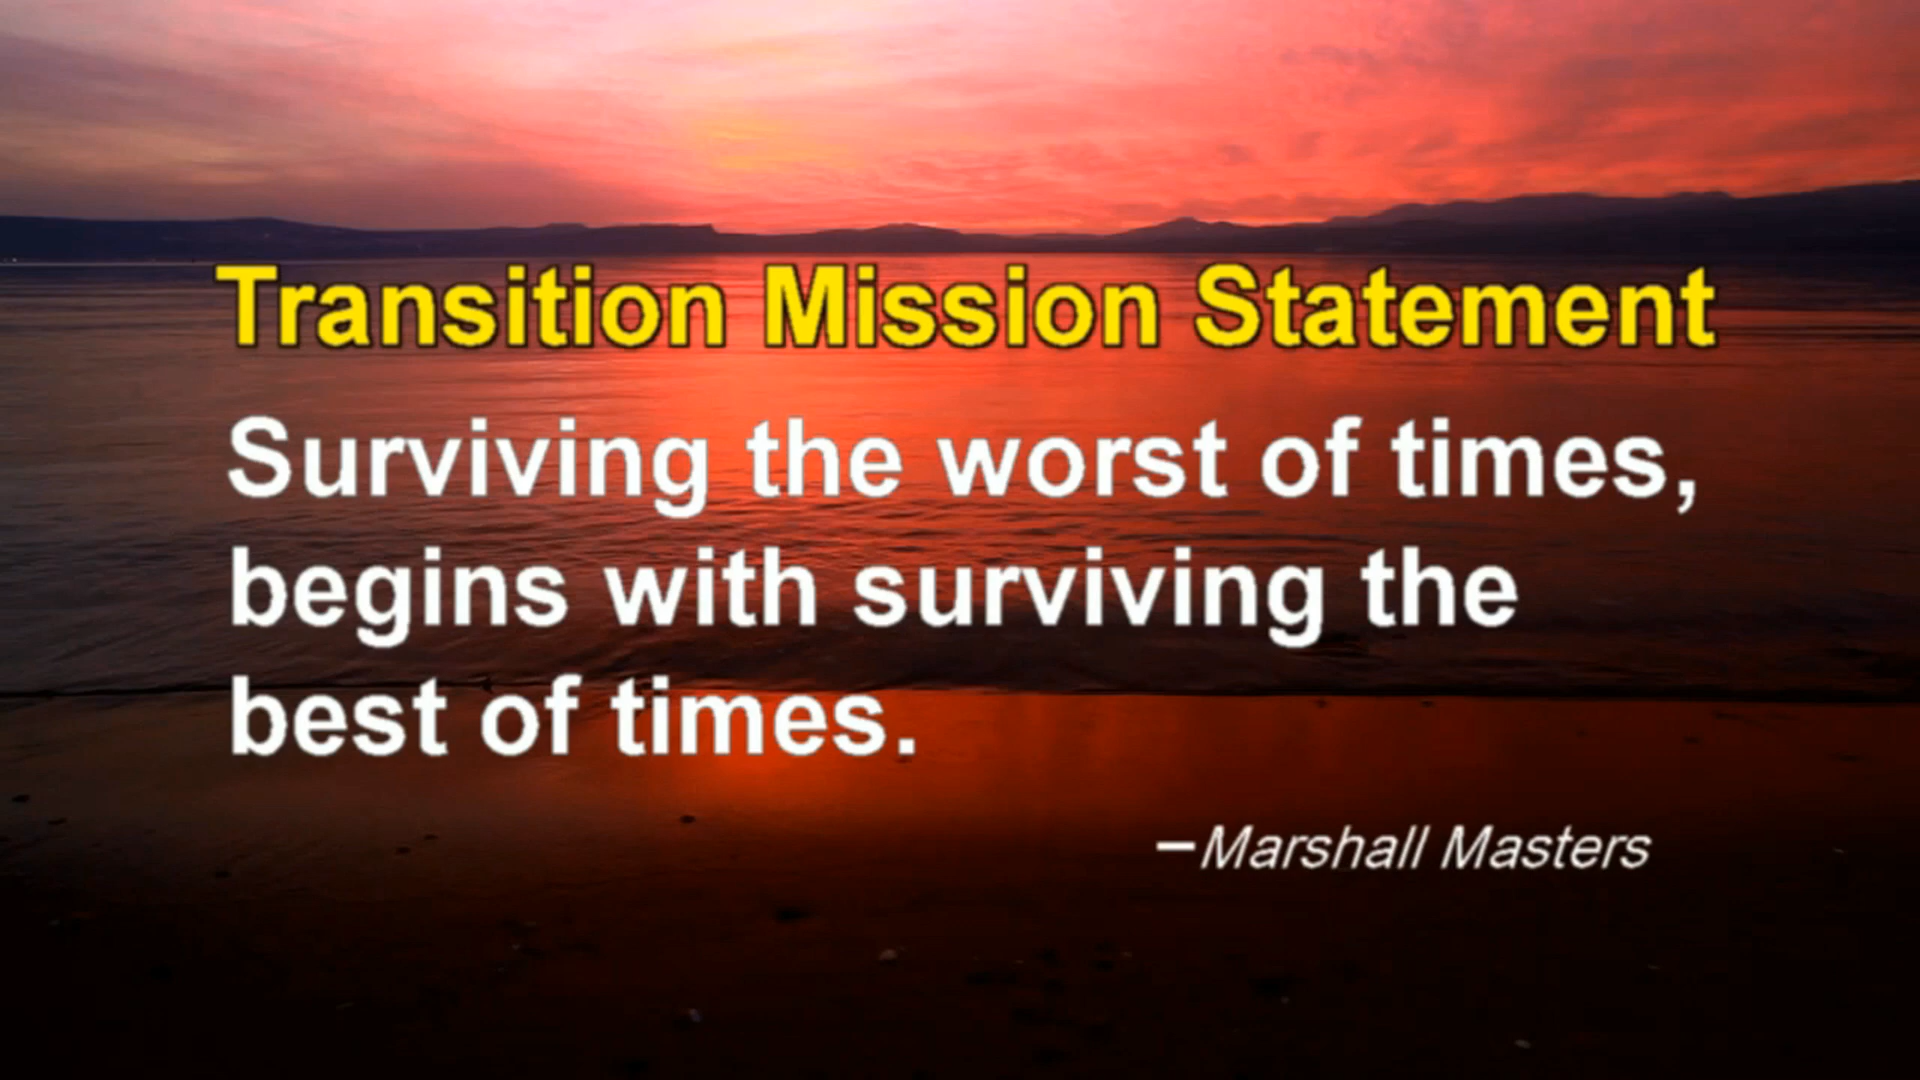 Transition Mission Statement
Surviving the worst of times,
begins with surviving the
best of times.
–Marshall Masters